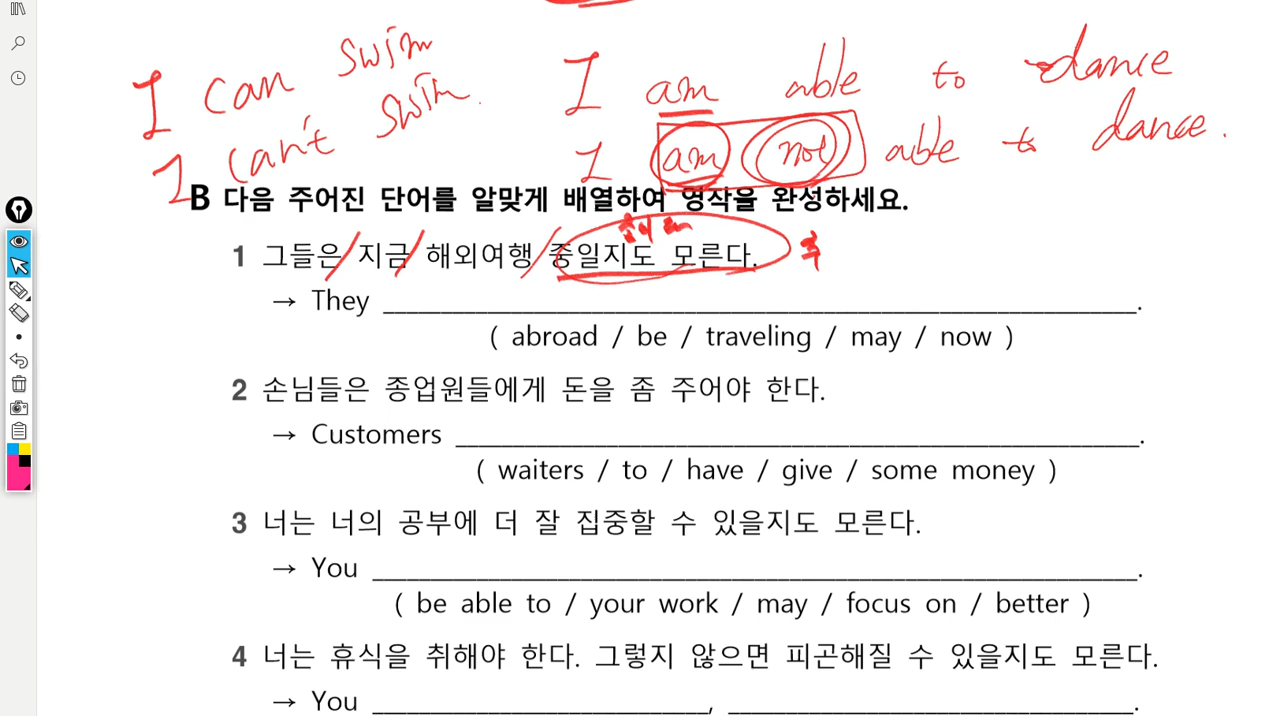 I can swim
I can't swim.
I am able to dance
I am not able to dance.
B 다음 주어진 단어를 알맞게 배열하여 영작을 완성하세요.
1 그들은 지금 해외여행 중일지도 모른다. 추
→ They ____.
( abroad / be / traveling / may / now )
2 손님들은 종업원들에게 돈을 좀 주어야 한다.
→ Customers ____.
( waiters / to / have / give / some money )
3 너는 너의 공부에 더 잘 집중할 수 있을지도 모른다.
→ You ____.
( be able to / your work / may / focus on / better )
4 너는 휴식을 취해야 한다. 그렇지 않으면 피곤해질 수 있을지도 모른다.
→ You ____, ____.